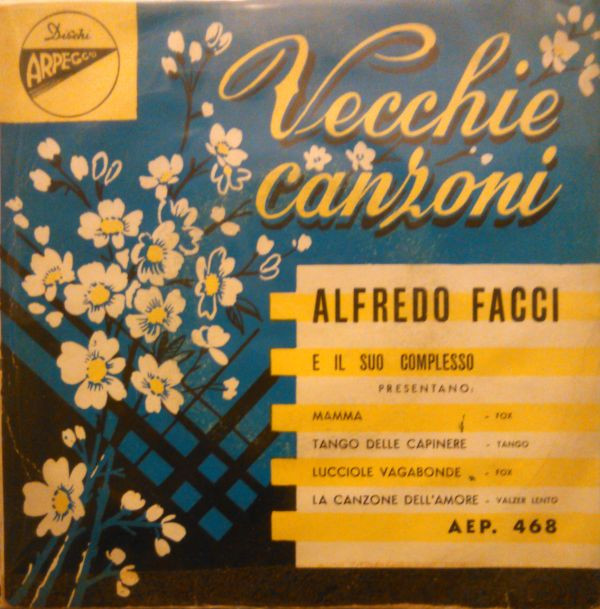 Dischi
ARPEGGIO
Vecchie
canzoni
ALFREDO FACCI
E IL SUO COMPLESSO
PRESENTANO:
MAMMA - FOX
TANGO DELLE CAPINERE - TANGO
LUCCIOLE VAGABONDE - FOX
LA CANZONE DELL'AMORE - VALZER LENTO
AEP. 468